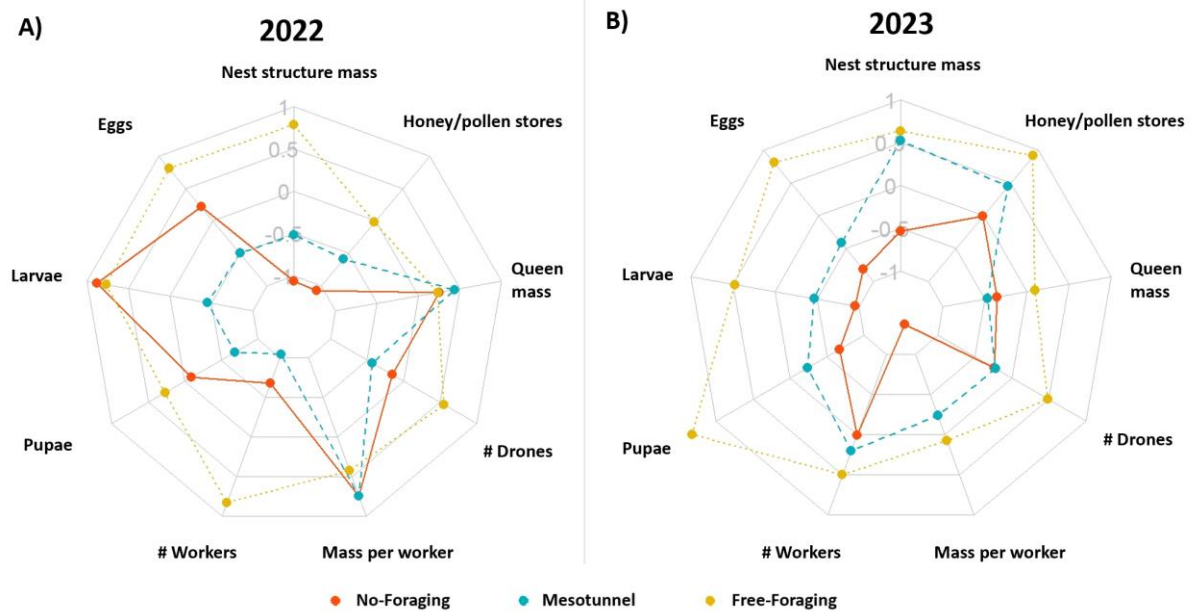 A)
2022
Nest structure mass
Honey/pollen stores
Queen
mass
# Drones
Mass per worker
# Workers
Pupae
Larvae
Eggs
1
0.5
0
-0.5
-1
B)
2023
Nest structure mass
Honey/pollen stores
Queen
mass
# Drones
Mass per worker
# Workers
Pupae
Larvae
Eggs
1
0.5
0
-0.5
-1
No-Foraging
Mesotunnel
Free-Foraging